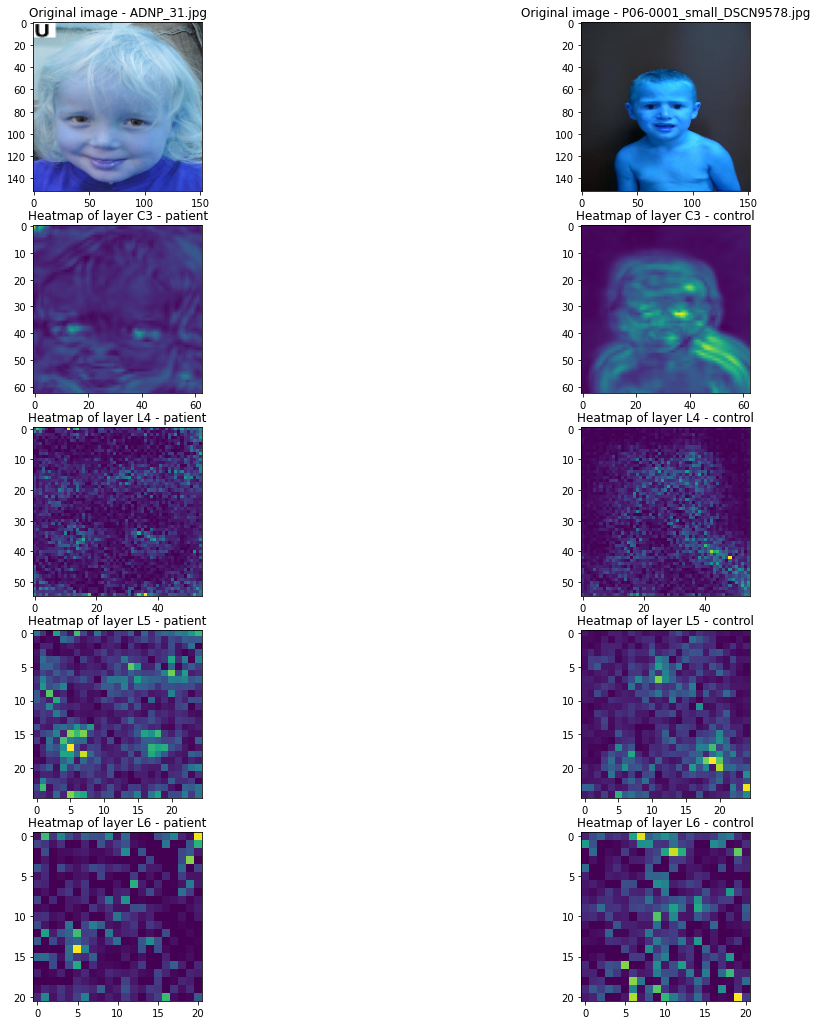 Original image - ADNP_31.jpg
Original image - P06-0001_small_DSCN9578.jpg
U
0
20
40
60
80
100
120
140
0 50 100 150
0
20
40
60
80
100
120
140
0 50 100 150
Heatmap of layer C3 - patient
Heatmap of layer C3 - control
0
10
20
30
40
50
60
0 20 40 60
0
10
20
30
40
50
60
0 20 40 60
Heatmap of layer L4 - patient
Heatmap of layer L4 - control
0
10
20
30
40
50
0 20 40
0
10
20
30
40
50
0 20 40
Heatmap of layer L5 - patient
Heatmap of layer L5 - control
0
5
10
15
20
0 5 10 15 20
0
5
10
15
20
0 5 10 15 20
Heatmap of layer L6 - patient
Heatmap of layer L6 - control
0
5
10
15
20
0 5 10 15 20
0
5
10
15
20
0 5 10 15 20